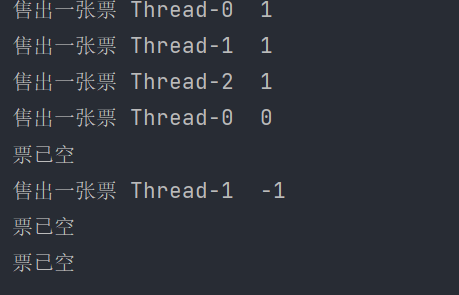 售出一张票 Thread-0  1
售出一张票 Thread-1  1
售出一张票 Thread-2  1
售出一张票 Thread-0  0
票已空
售出一张票 Thread-1  -1
票已空
票已空